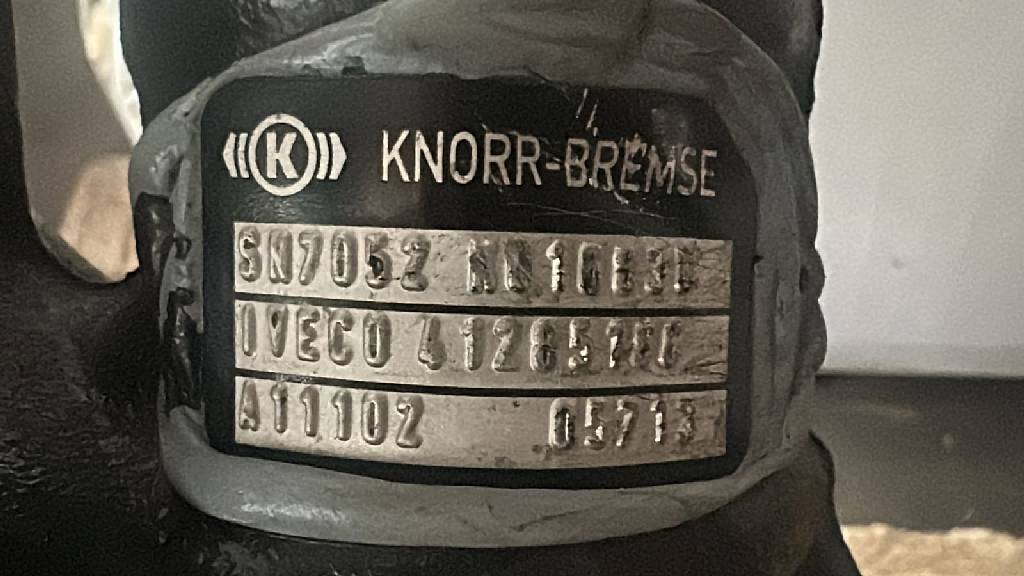 K KNORR-BREMSE
SN7052
IVECO
A11102 05713